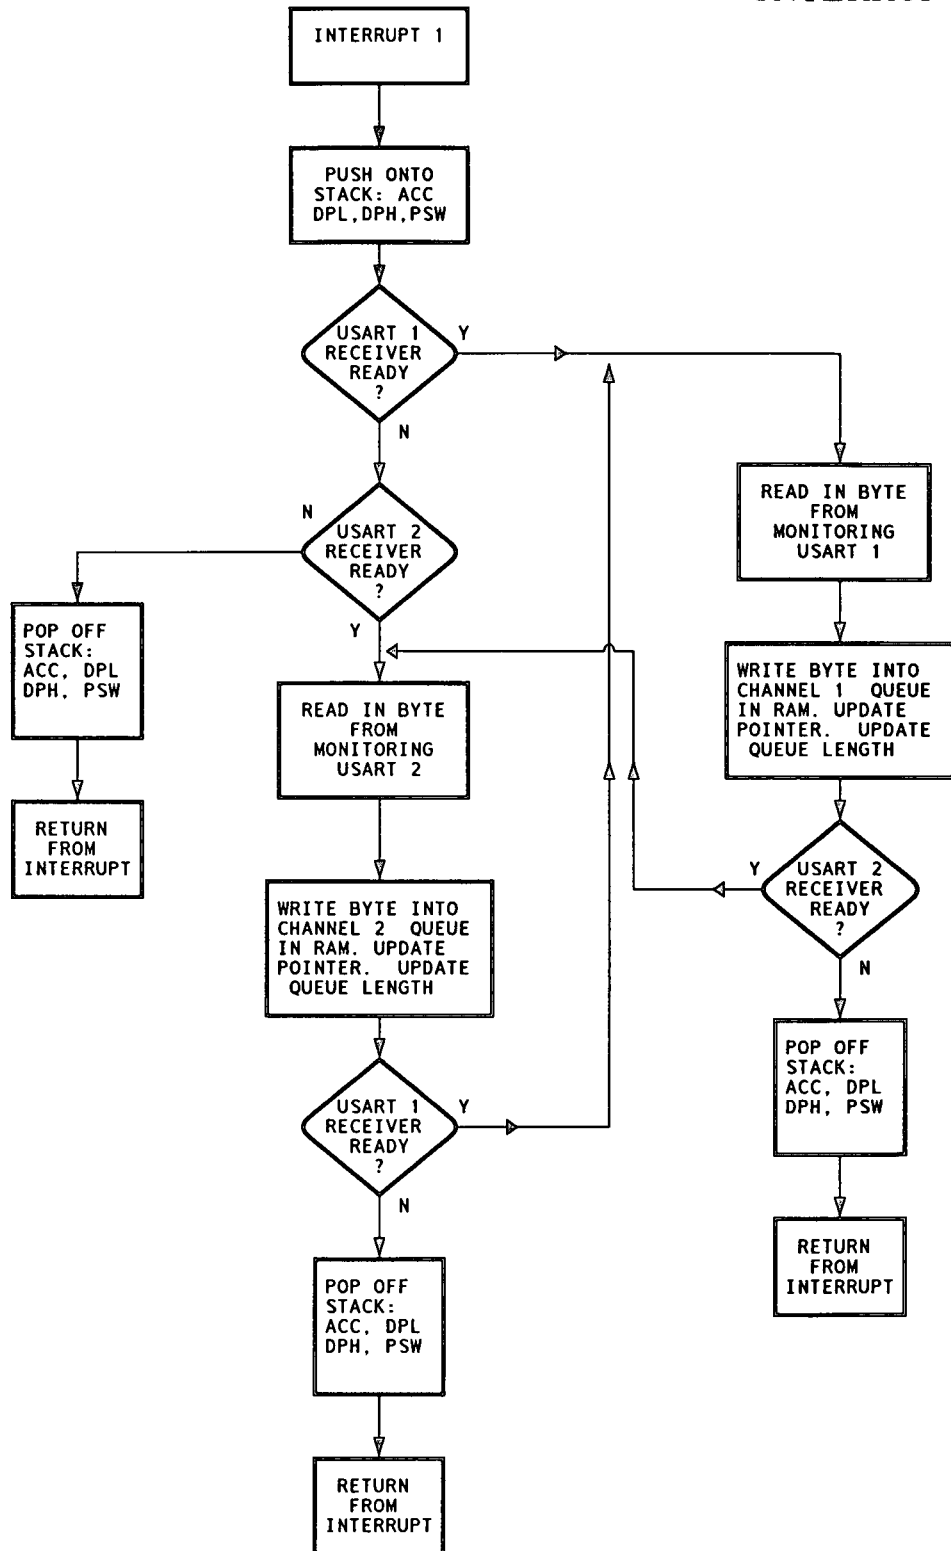 INTERRUPT 1
PUSH ONTO
STACK: ACC
DPL,DPH,PSW
USART 1
RECEIVER
READY
?
Y
N
USART 2
RECEIVER
READY
?
N
Y
POP OFF
STACK:
ACC, DPL
DPH, PSW
RETURN
FROM
INTERRUPT
READ IN BYTE
FROM
MONITORING
USART 2
WRITE BYTE INTO
CHANNEL 2 QUEUE
IN RAM. UPDATE
POINTER. UPDATE
QUEUE LENGTH
USART 1
RECEIVER
READY
?
Y
N
POP OFF
STACK:
ACC, DPL
DPH, PSW
RETURN
FROM
INTERRUPT
READ IN BYTE
FROM
MONITORING
USART 1
WRITE BYTE INTO
CHANNEL 1 QUEUE
IN RAM. UPDATE
POINTER. UPDATE
QUEUE LENGTH
USART 2
RECEIVER
READY
?
Y
N
POP OFF
STACK:
ACC, DPL
DPH, PSW
RETURN
FROM
INTERRUPT